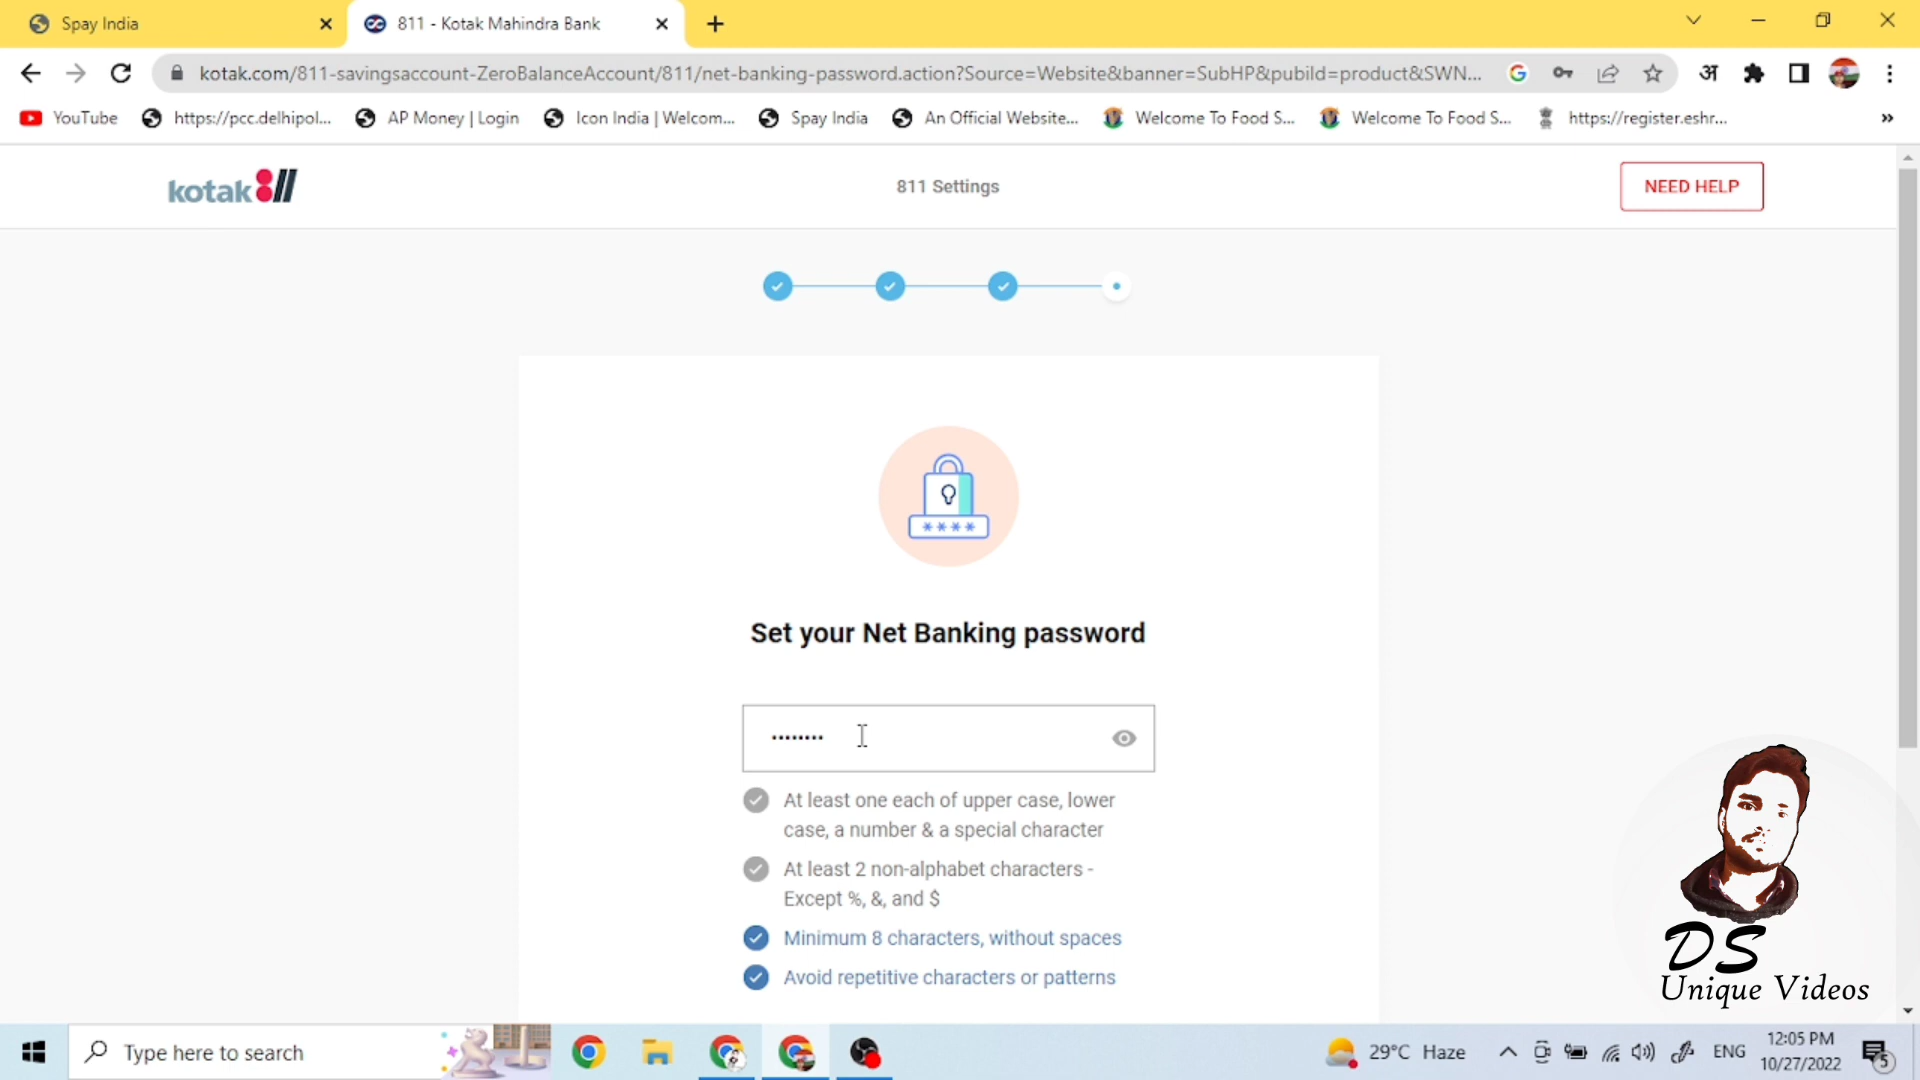 Spay India
811 - Kotak Mahindra Bank
kotak.com/811-savingsaccount-ZeroBalanceAccount/811/net-banking-password.action?Source=Website&banner=SubHP&pubild=product&SWN...
अ
YouTube
https://pcc.delhipol...
AP Money | Login
Icon India | Welcom...
Spay India
An Official Website...
Welcome To Food S...
Welcome To Food S...
https://register.eshr...
»
kotak811
811 Settings
NEED HELP
****
Set your Net Banking password
••••••••
At least one each of upper case, lower
case, a number & a special character
At least 2 non-alphabet characters -
Except %, &, and $
Minimum 8 characters, without spaces
Avoid repetitive characters or patterns
DS
Unique Videos
Type here to search
29°C Haze
ENG
12:05 PM
10/27/2022
5